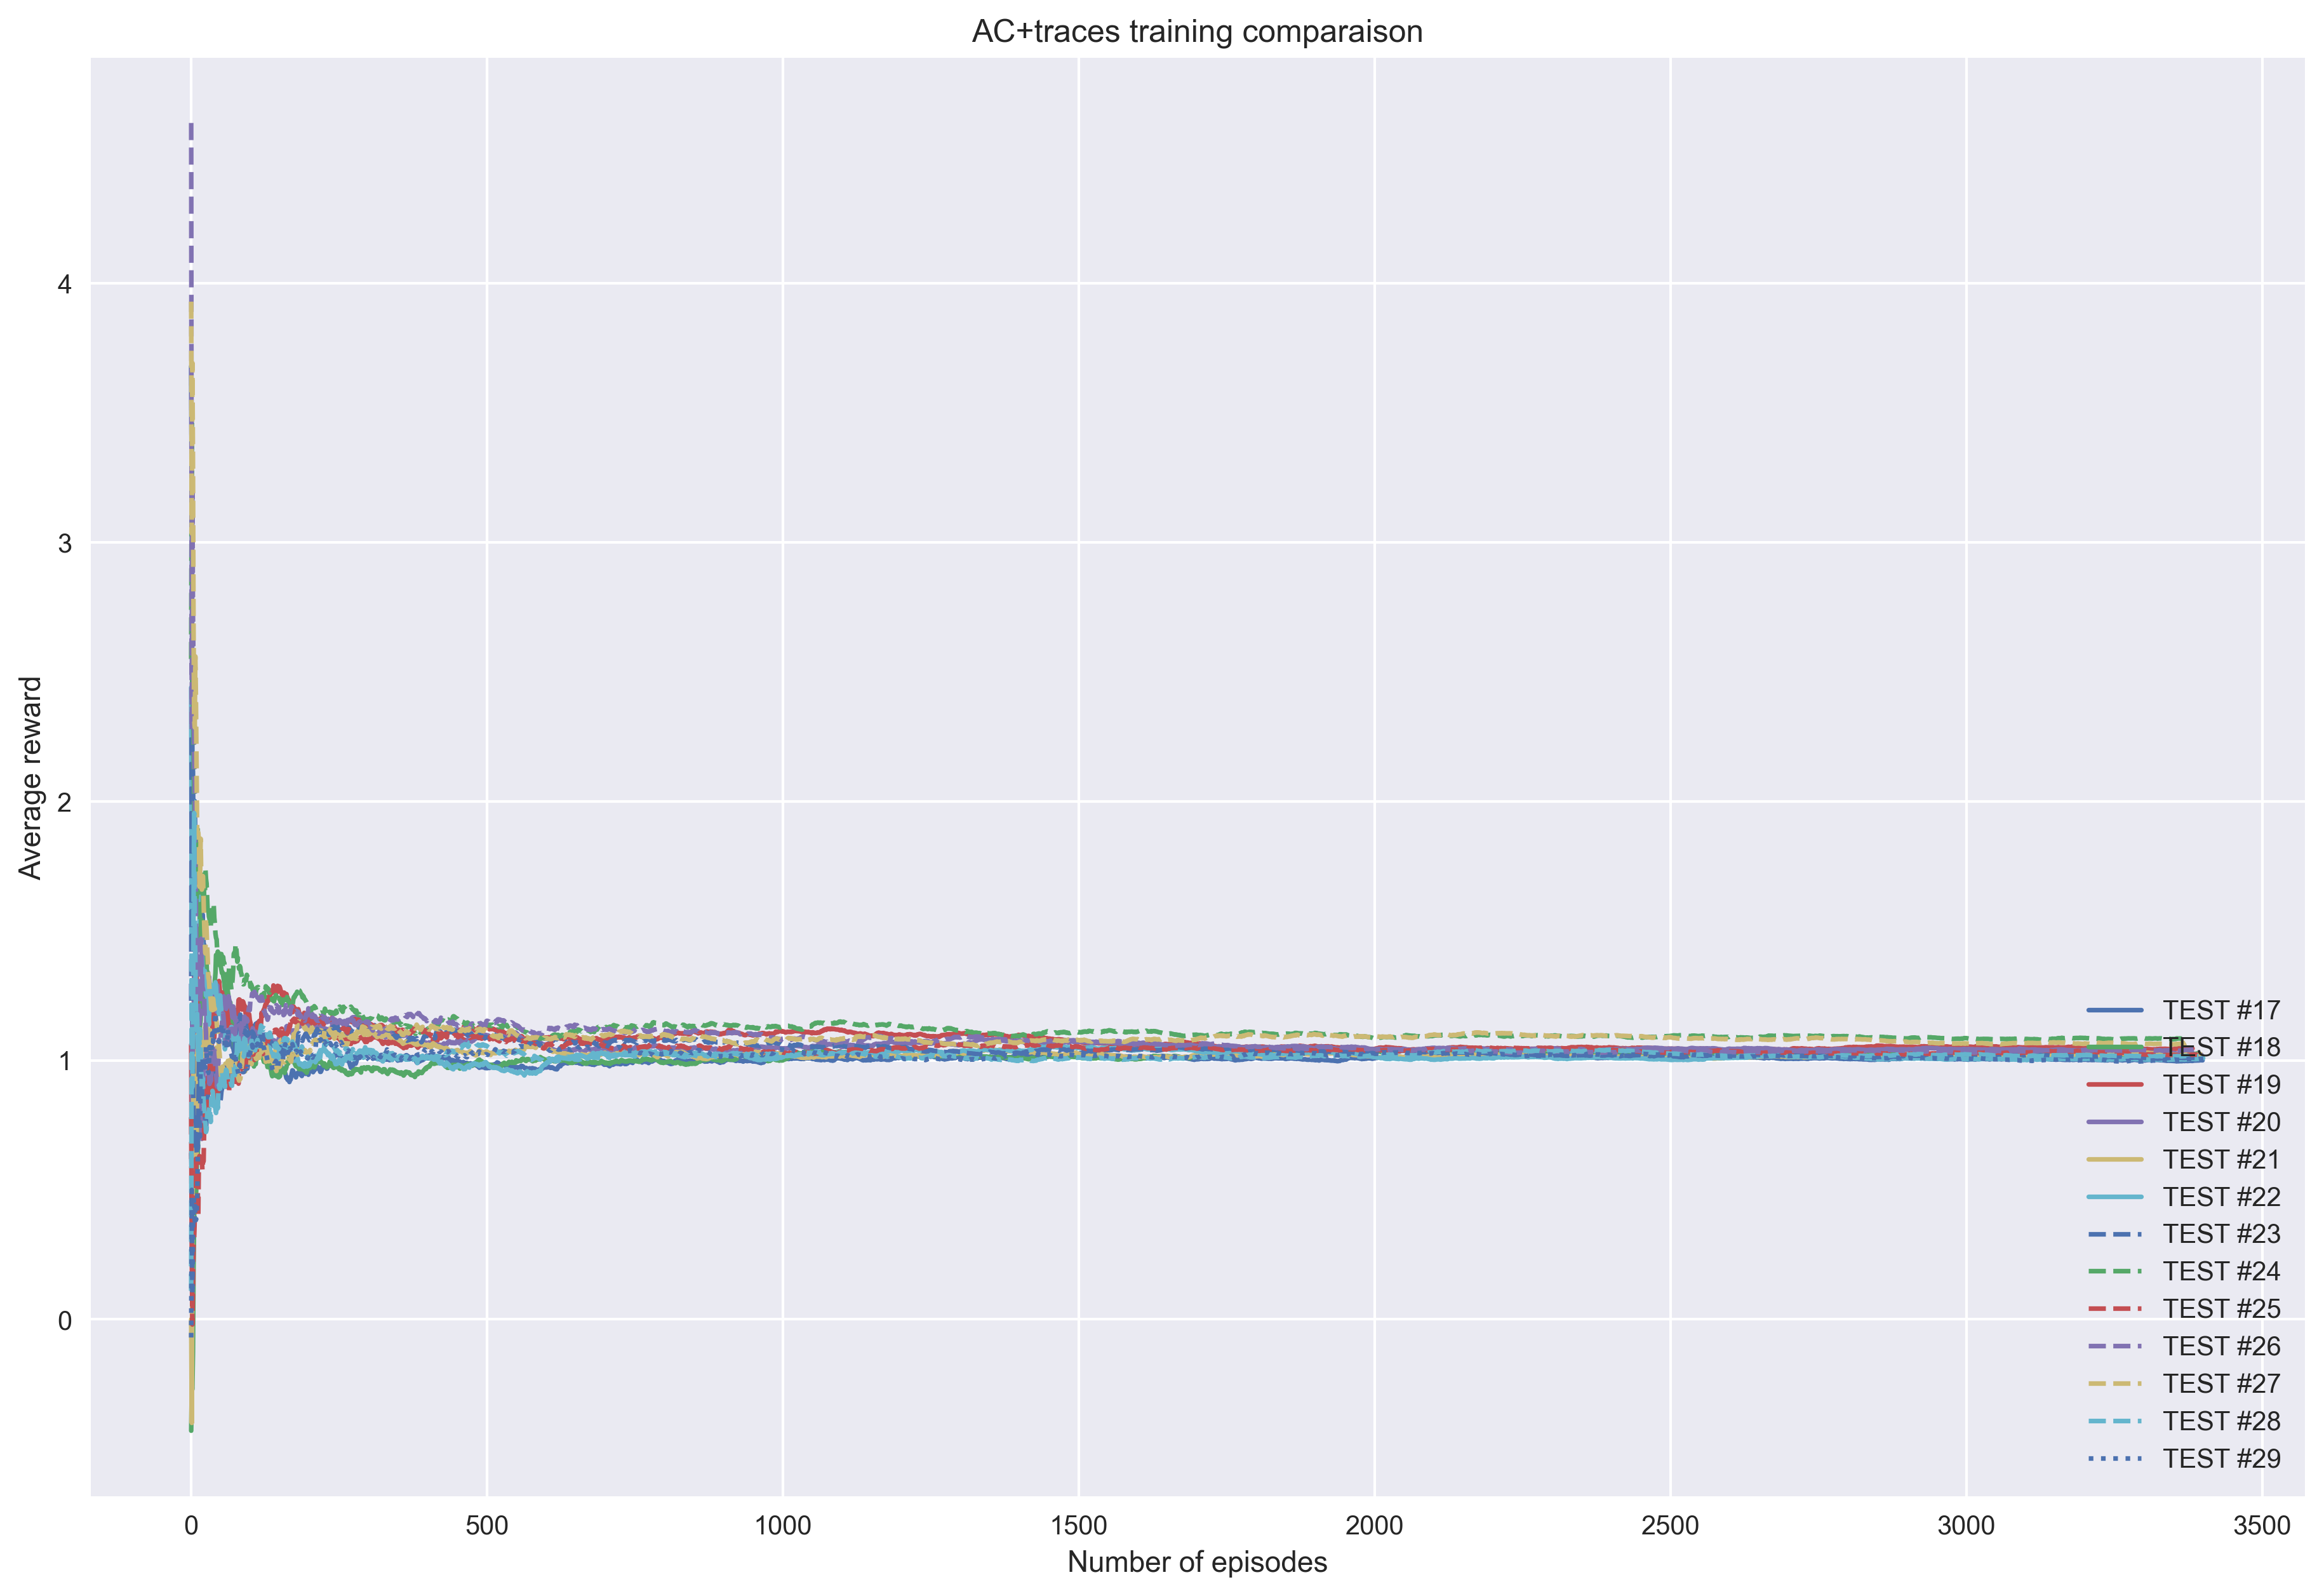 AC+traces training comparaison
Average reward
4
3
2
1
0
TEST #17
TEST #18
TEST #19
TEST #20
TEST #21
TEST #22
TEST #23
TEST #24
TEST #25
TEST #26
TEST #27
TEST #28
TEST #29
0 500 1000 1500 2000 2500 3000 3500
Number of episodes